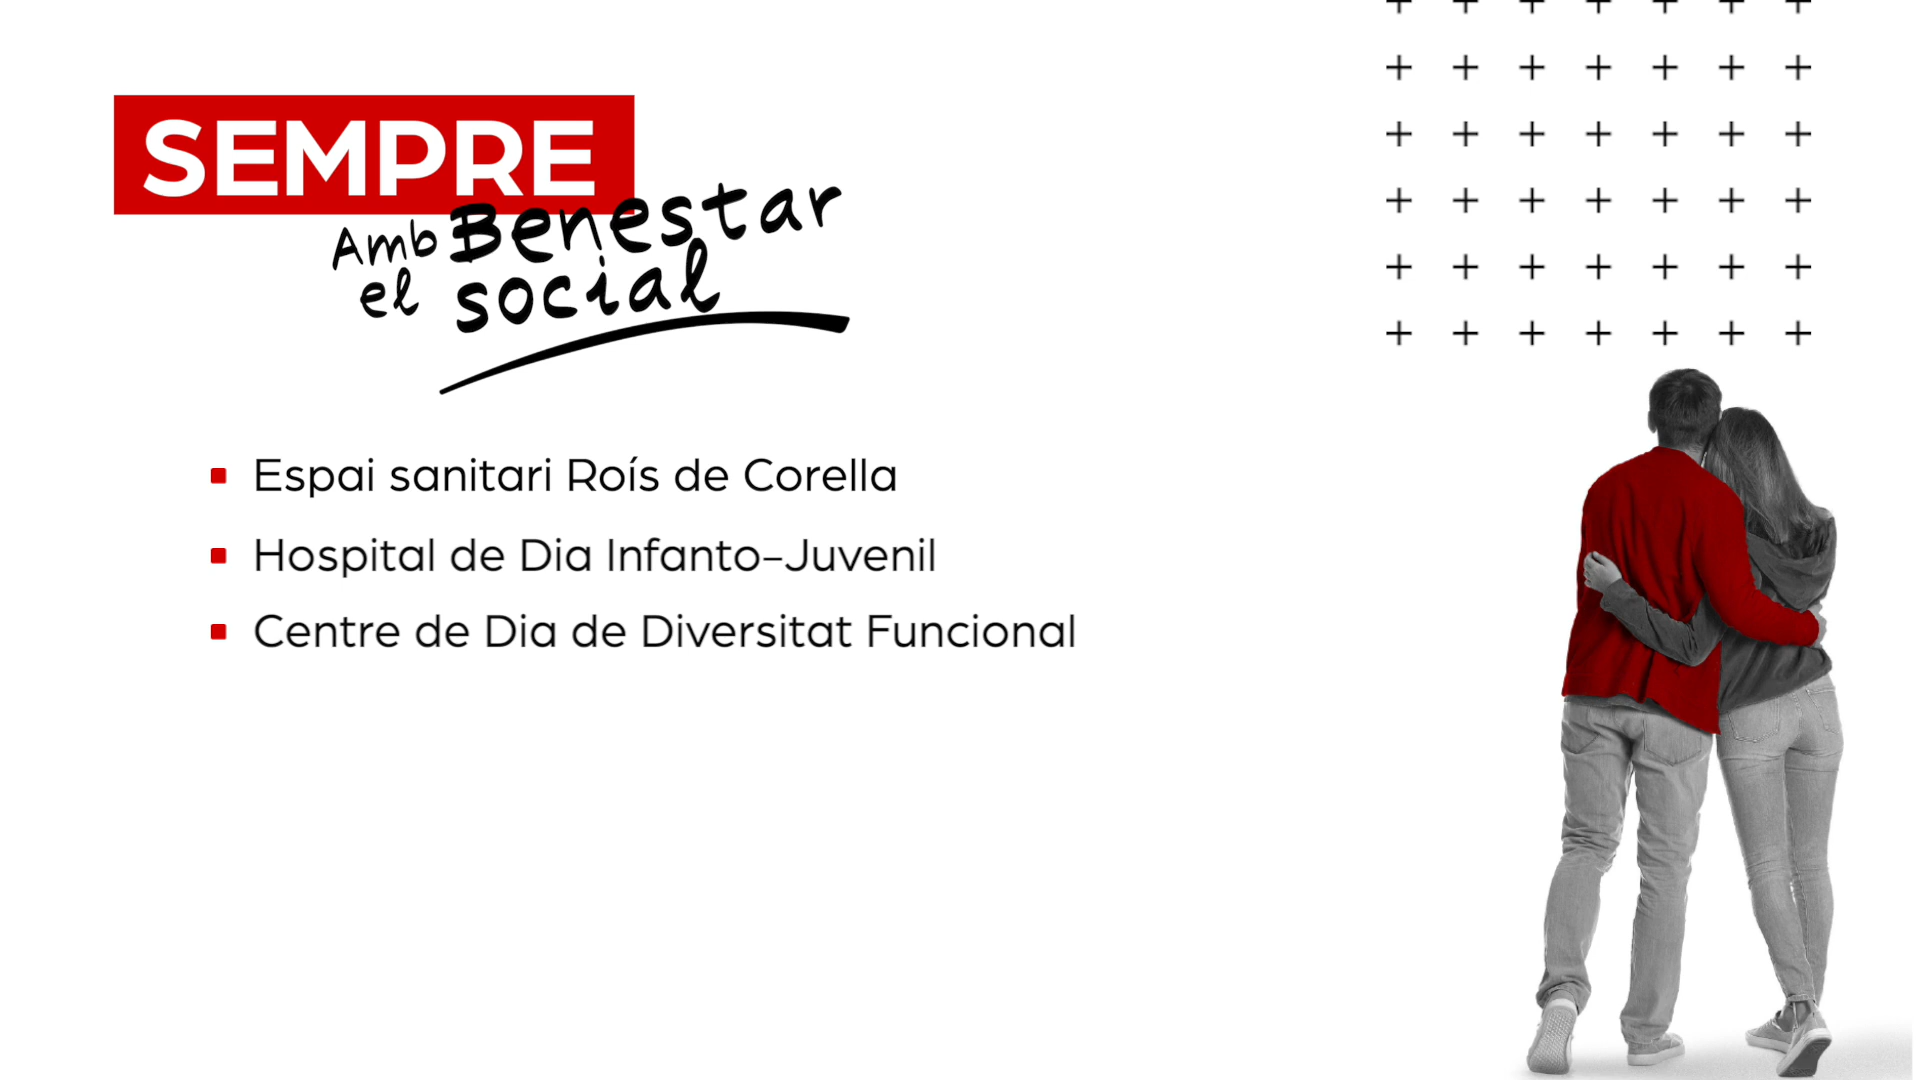 SEMPRE
Amb Benestar
el social
Espai sanitari Roís de Corella
Hospital de Dia Infanto-Juvenil
Centre de Dia de Diversitat Funcional